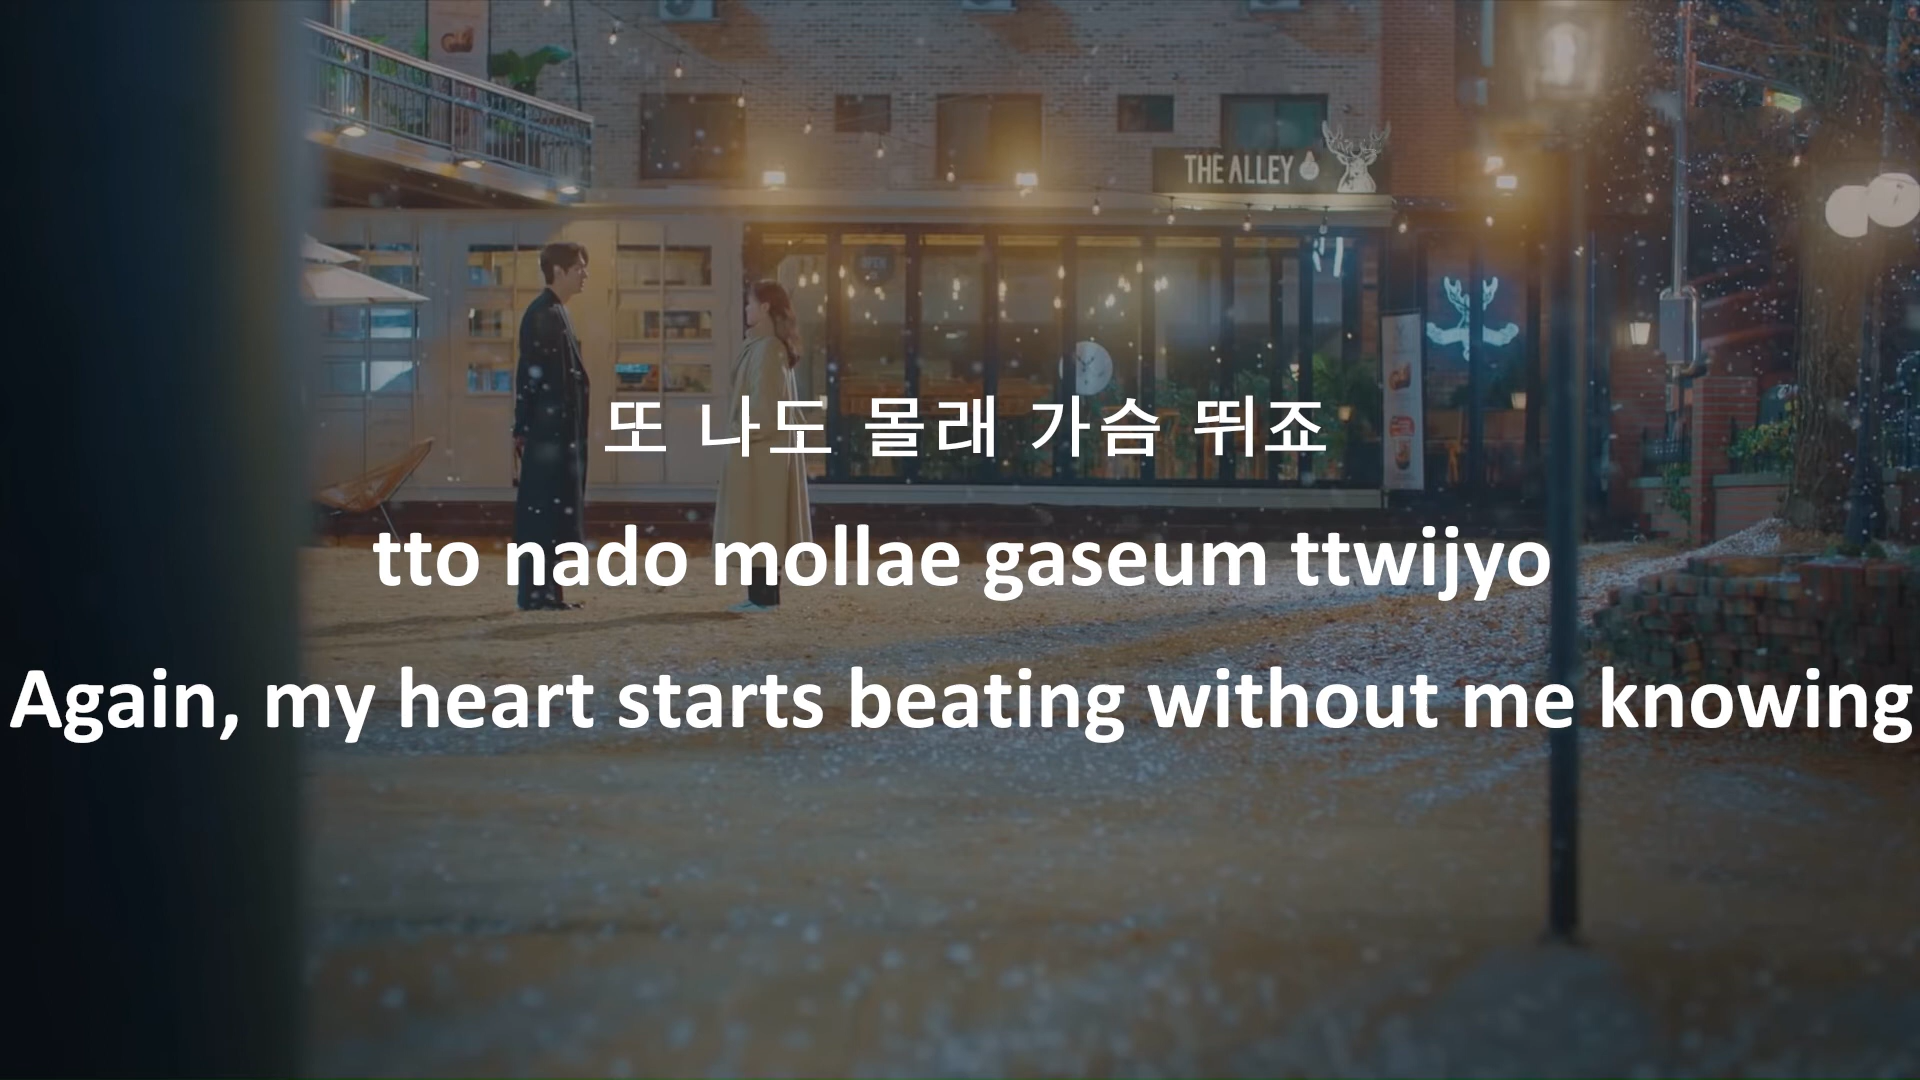 THE ALLEY
OPEN
또 나도 몰래 가슴 뛰죠
tto nado mollae gaseum ttwijyo
Again, my heart starts beating without me knowing